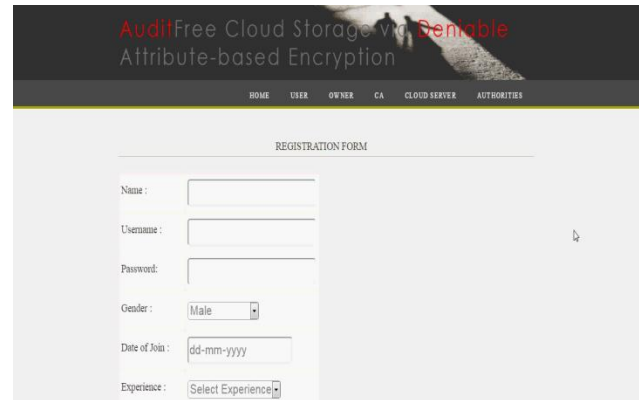 AuditFree Cloud Storage via Deniable
Attribute-based Encryption
HOME USER OWNER CA CLOUD SERVER AUTHORITIES
REGISTRATION FORM
Name :
Username :
Password:
Gender : Male
Date of Join : dd-mm-yyyy
Experience : Select Experience